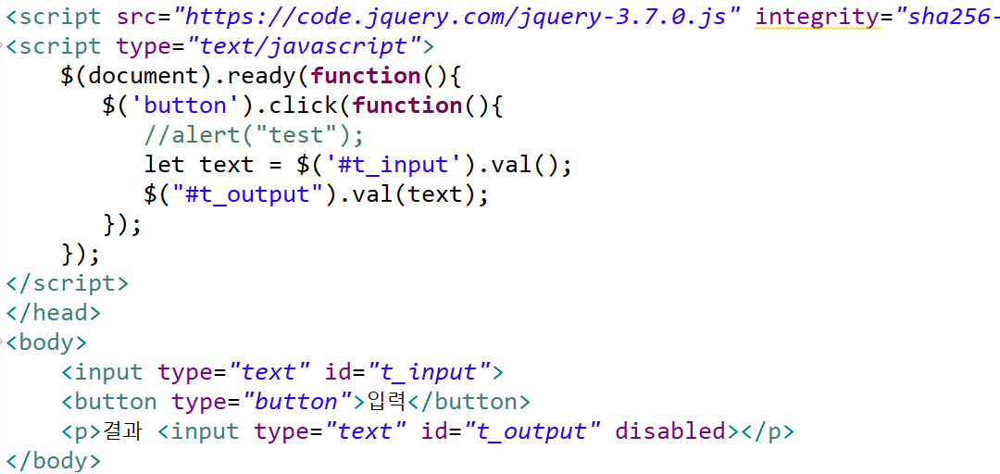 <script src="https://code.jquery.com/jquery-3.7.0.js" integrity="sha256-
<script type="text/javascript">
$(document).ready(function(){
$('button').click(function(){
//alert("test");
let text = $('#t_input').val();
$("#t_output").val(text);
});
});
</script>
</head>
<body>
<input type="text" id="t_input">
<button type="button">입력</button>
<p>결과 <input type="text" id="t_output" disabled></p>
</body>